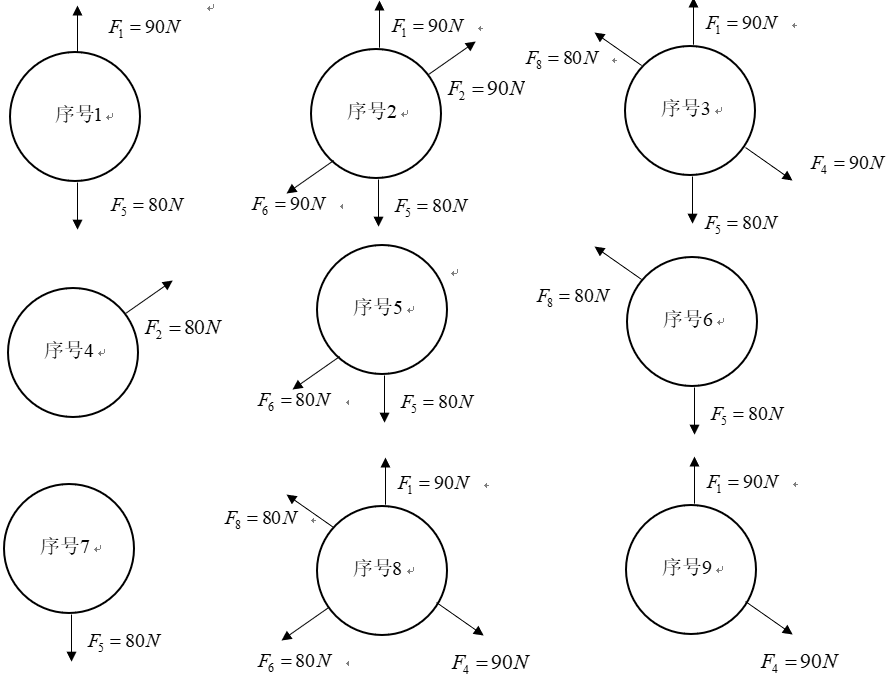 F₁=90N
序号1
F₅=80N
F₁=90N
F₂=90N
序号2
F₆=90N
F₅=80N
F₁=90N
F₈=80N
序号3
F₄=90N
F₅=80N
F₂=80N
序号4
序号5
F₆=80N
F₅=80N
F₈=80N
序号6
F₅=80N
序号7
F₅=80N
F₁=90N
F₈=80N
序号8
F₆=80N
F₄=90N
F₁=90N
序号9
F₄=90N